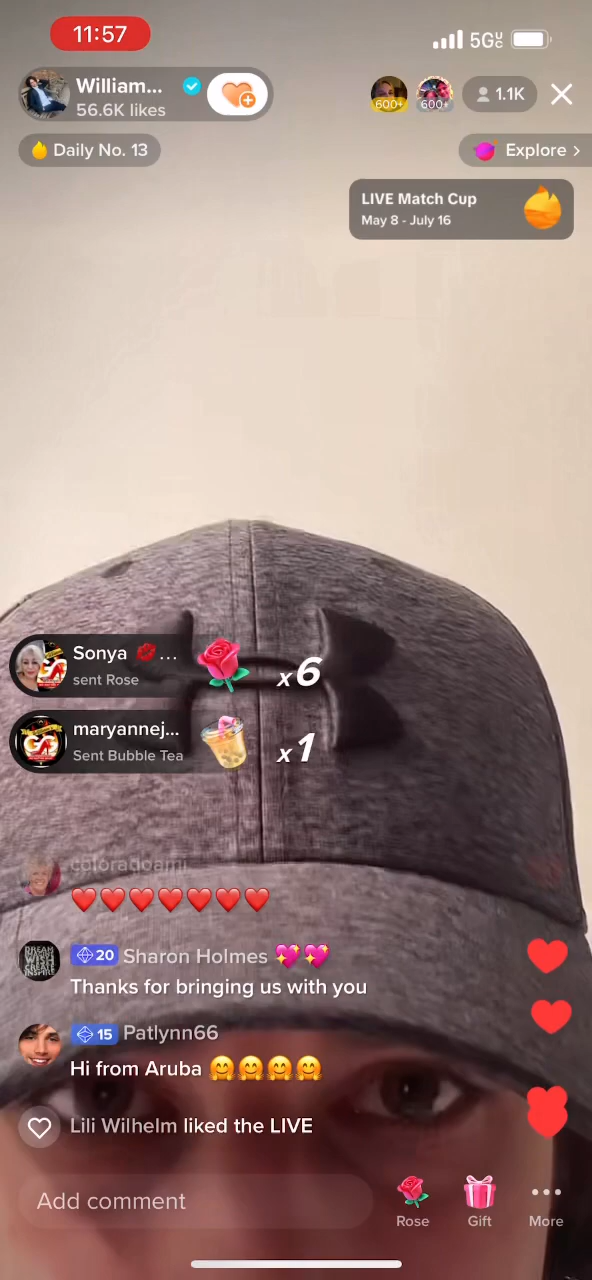 11:57
5GUC
William...
56.6K likes
600+
600+
1.1K
Daily No. 13
Explore >
LIVE Match Cup
May 8 - July 16
Sonya 💋...
sent Rose
x6
maryannej...
Sent Bubble Tea
x1
coloradoami
❤️❤️❤️❤️❤️❤️❤️
20 Sharon Holmes 💖💖
Thanks for bringing us with you
15 Patlynn66
Hi from Aruba 🤗🤗🤗🤗
Lili Wilhelm liked the LIVE
Add comment
Rose
Gift
More